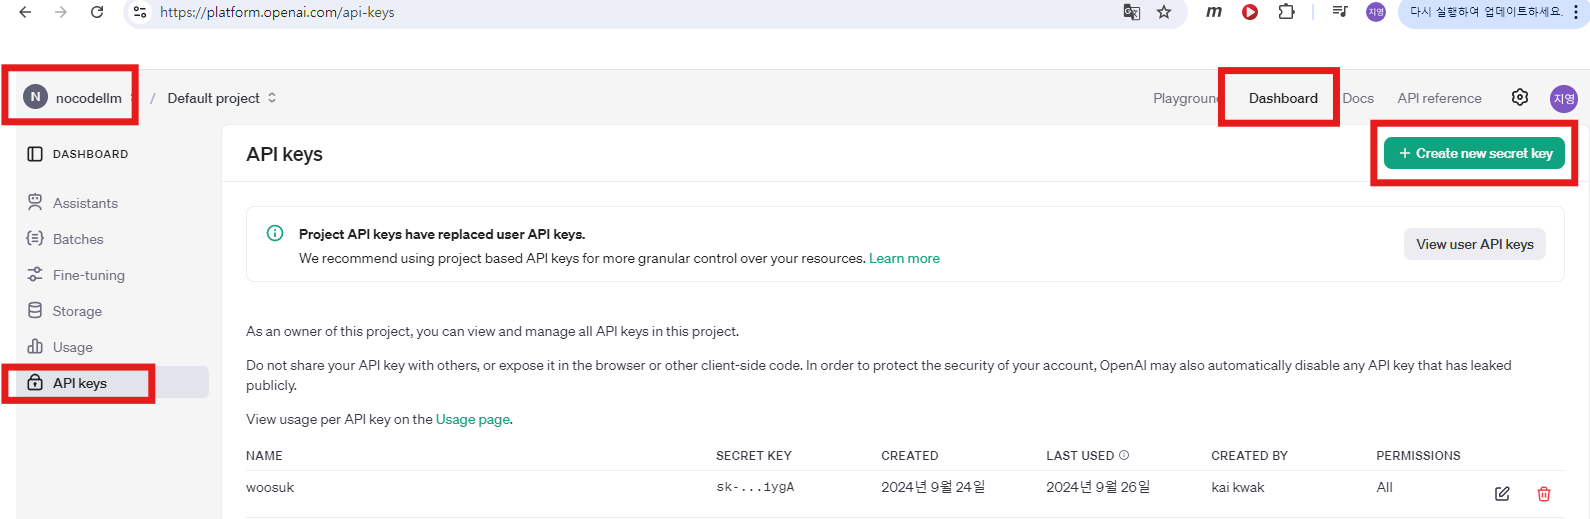 https://platform.openai.com/api-keys
m
지영
다시 실행하여 업데이트하세요.
N nocodellm / Default project
Playground Dashboard Docs API reference 지영
DASHBOARD
Assistants
Batches
Fine-tuning
Storage
Usage
API keys
API keys
+ Create new secret key
Project API keys have replaced user API keys.
We recommend using project based API keys for more granular control over your resources. Learn more
View user API keys
As an owner of this project, you can view and manage all API keys in this project.
Do not share your API key with others, or expose it in the browser or other client-side code. In order to protect the security of your account, OpenAI may also automatically disable any API key that has leaked
publicly.
View usage per API key on the Usage page.
NAME SECRET KEY CREATED LAST USED CREATED BY PERMISSIONS
woosuk sk-...1ygA 2024년 9월 24일 2024년 9월 26일 kai kwak All